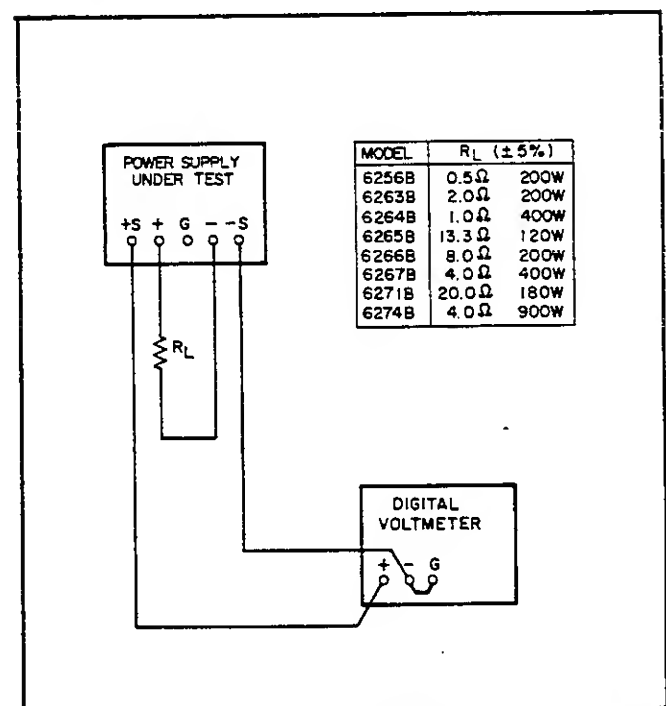 POWER SUPPLY
UNDER TEST
+S + G - -S
RL
MODEL RL (±5%)
6256B 0.5Ω 200W
6263B 2.0Ω 200W
6264B 1.0Ω 400W
6265B 13.3Ω 120W
6266B 8.0Ω 200W
6267B 4.0Ω 400W
6271B 20.0Ω 180W
6274B 4.0Ω 900W
DIGITAL
VOLTMETER
+ - G